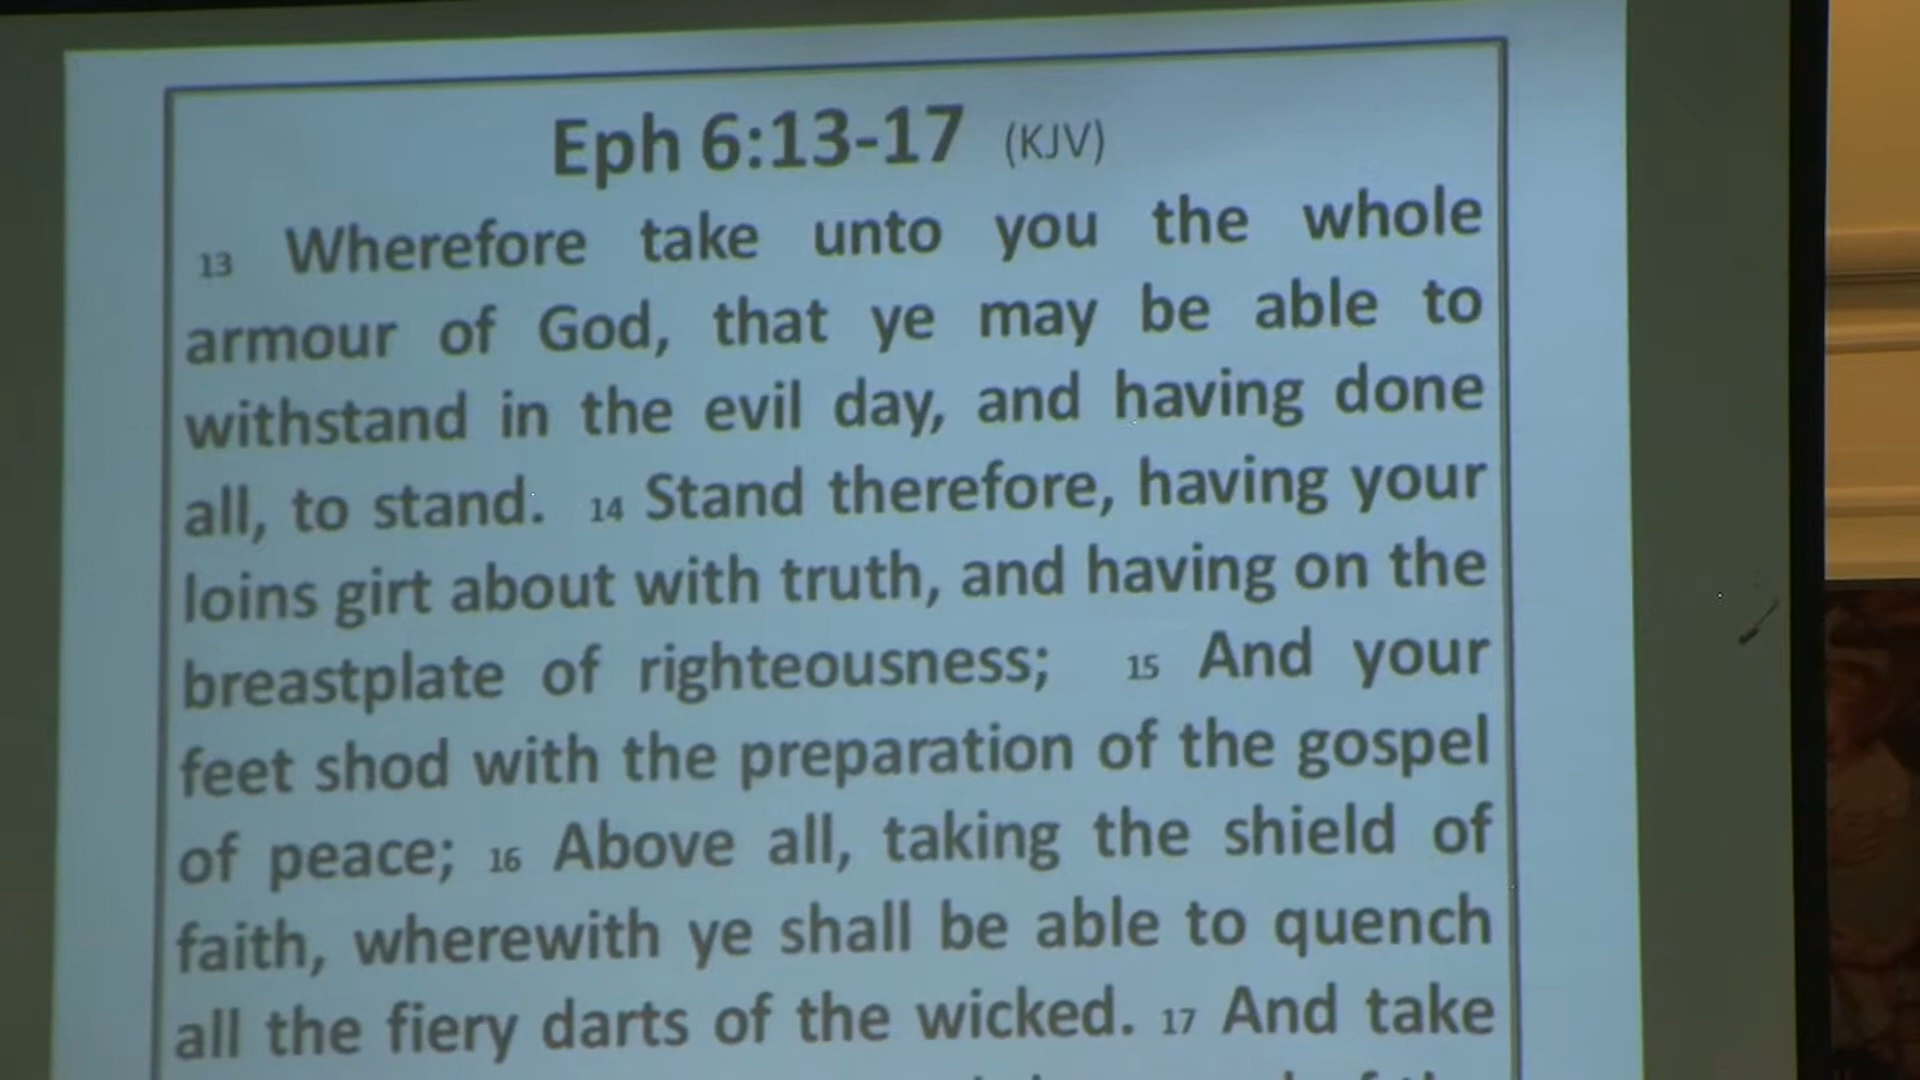 Eph 6:13-17 (KJV)
13 Wherefore take unto you the whole
armour of God, that ye may be able to
withstand in the evil day, and having done
all, to stand. 14 Stand therefore, having your
loins girt about with truth, and having on the
breastplate of righteousness; 15 And your
feet shod with the preparation of the gospel
of peace; 16 Above all, taking the shield of
faith, wherewith ye shall be able to quench
all the fiery darts of the wicked. 17 And take